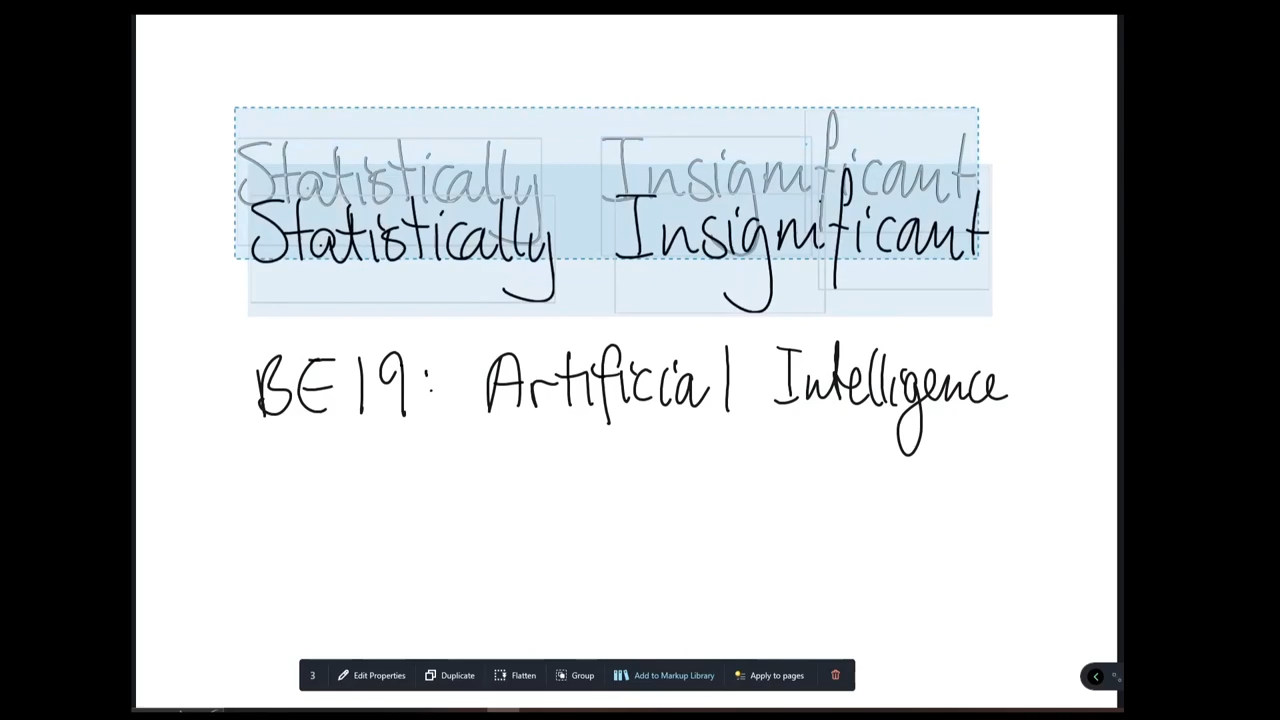 Statistically Insignificant
Statistically Insignificant
BE19: Artificial Intelligence
3 Edit Properties Duplicate Flatten Group Add to Markup Library Apply to pages